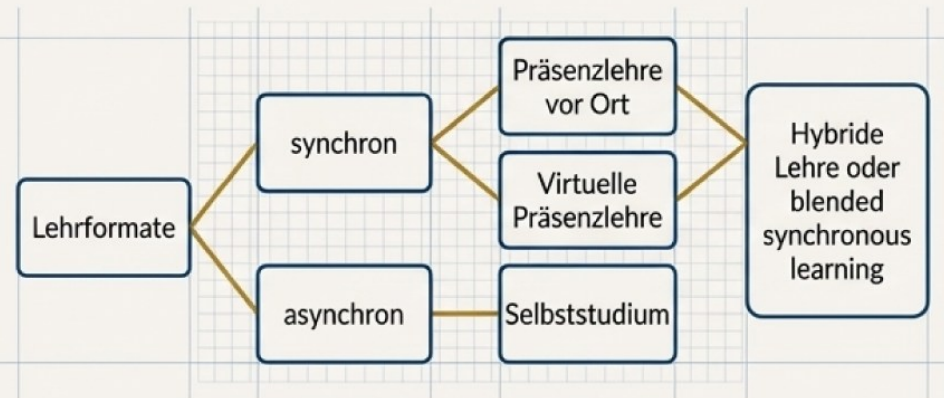 Lehrformate
synchron
asynchron
Präsenzlehre
vor Ort
Virtuelle
Präsenzlehre
Selbststudium
Hybride
Lehre oder
blended
synchronous
learning